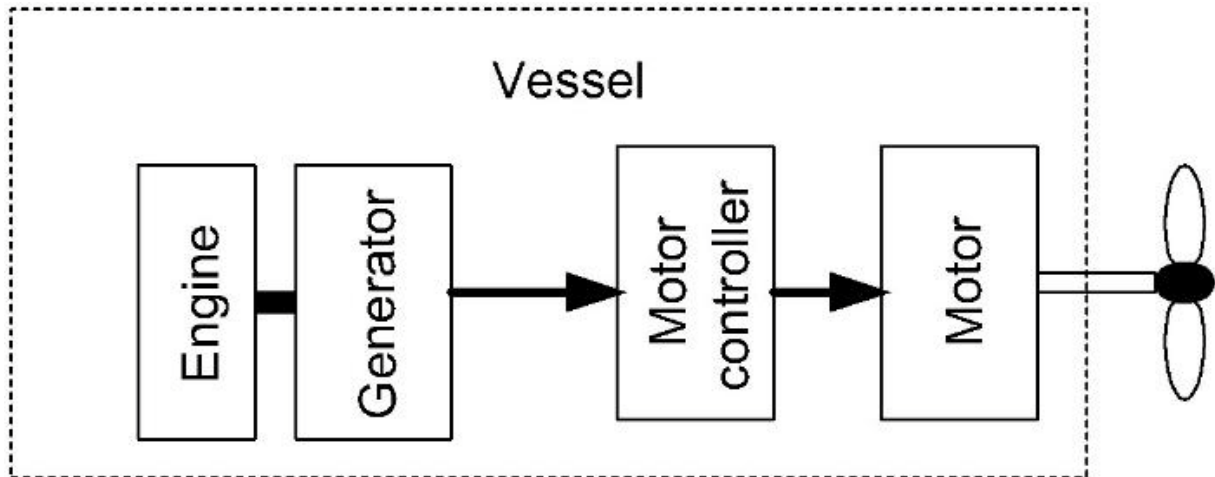 Vessel
Engine
Generator
Motor
controller
Motor